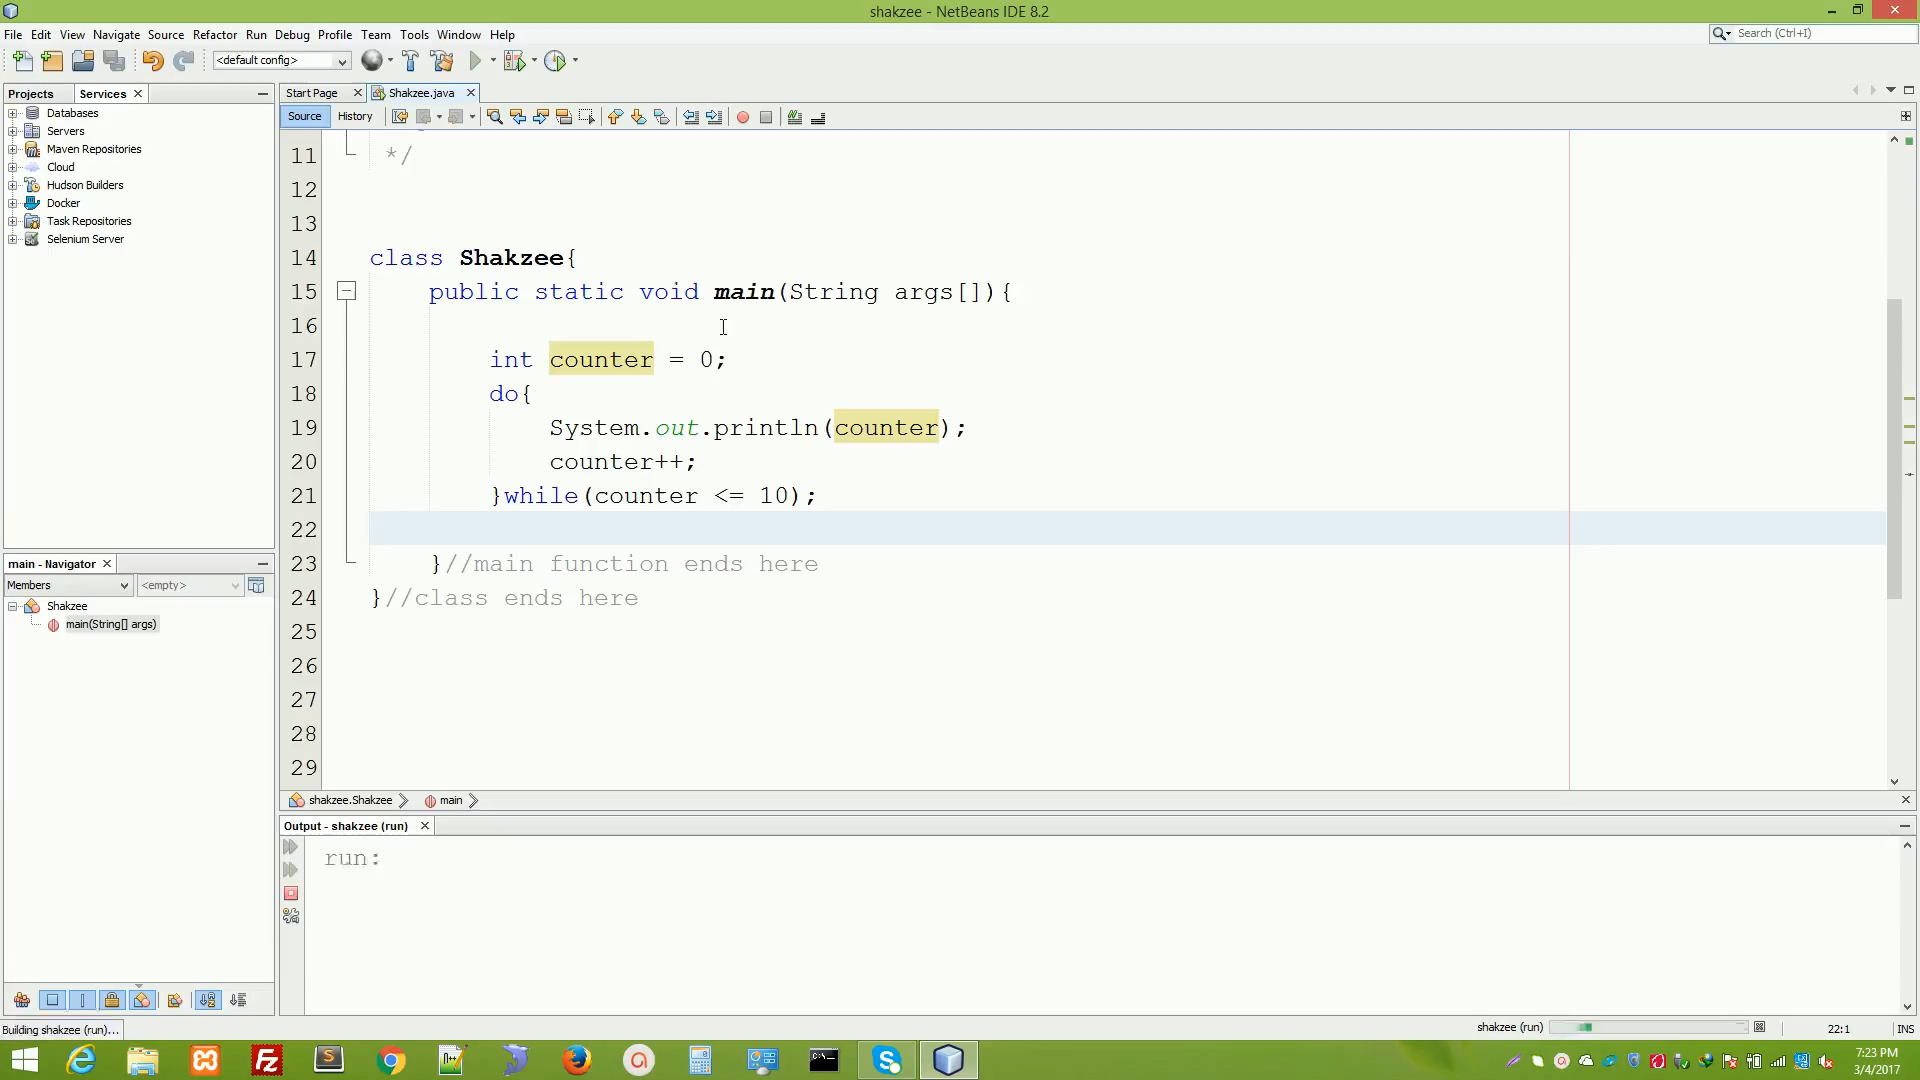 shakzee - NetBeans IDE 8.2
File Edit View Navigate Source Refactor Run Debug Profile Team Tools Window Help
Search (Ctrl+I)
<default config>
Projects Services
Start Page Shakzee.java
Source History
Databases
Servers
Maven Repositories
Cloud
Hudson Builders
Docker
Task Repositories
Selenium Server
11 */
12
13
14 class Shakzee{
15 public static void main(String args[]){
16
17 int counter = 0;
18 do{
19 System.out.println(counter);
20 counter++;
21 }while(counter <= 10);
22
23 }//main function ends here
24 }//class ends here
25
26
27
28
29
main - Navigator
Members <empty>
Shakzee
main(String[] args)
shakzee.Shakzee main
Output - shakzee (run)
run:
Building shakzee (run)...
shakzee (run)
22:1 INS
7:23 PM
3/4/2017